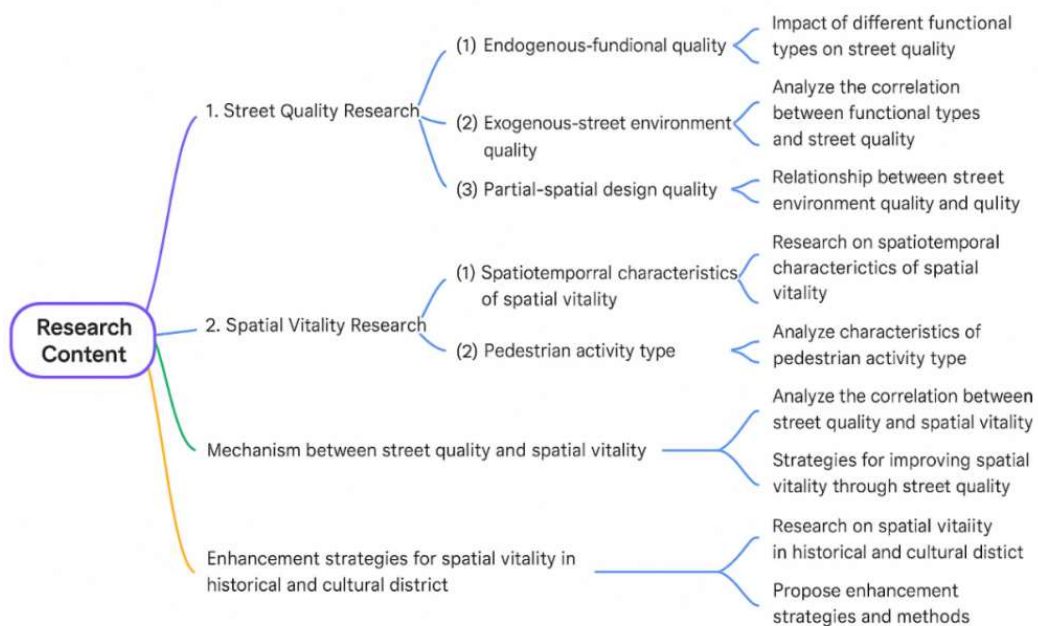 Research
Content
1. Street Quality Research
(1) Endogenous-fundional quality
Impact of different functional
types on street quality
(2) Exogenous-street environment
quality
Analyze the correlation
between functional types
and street quality
(3) Partial-spatial design quality
Relationship between street
environment quality and qulity
2. Spatial Vitality Research
(1) Spatiotemporral characteristics
of spatial vitality
Research on spatiotemporal
characterictics of spatial
vitality
(2) Pedestrian activity type
Analyze characteristics of
pedestrian activity type
Mechanism between street quality and spatial vitality
Analyze the correlation between
street quality and spatial vitality
Strategies for improving spatial
vitality through street quality
Enhancement strategies for spatial vitality in
historical and cultural district
Research on spatial vitaiity
in historical and cultural distict
Propose enhancement
strategies and methods